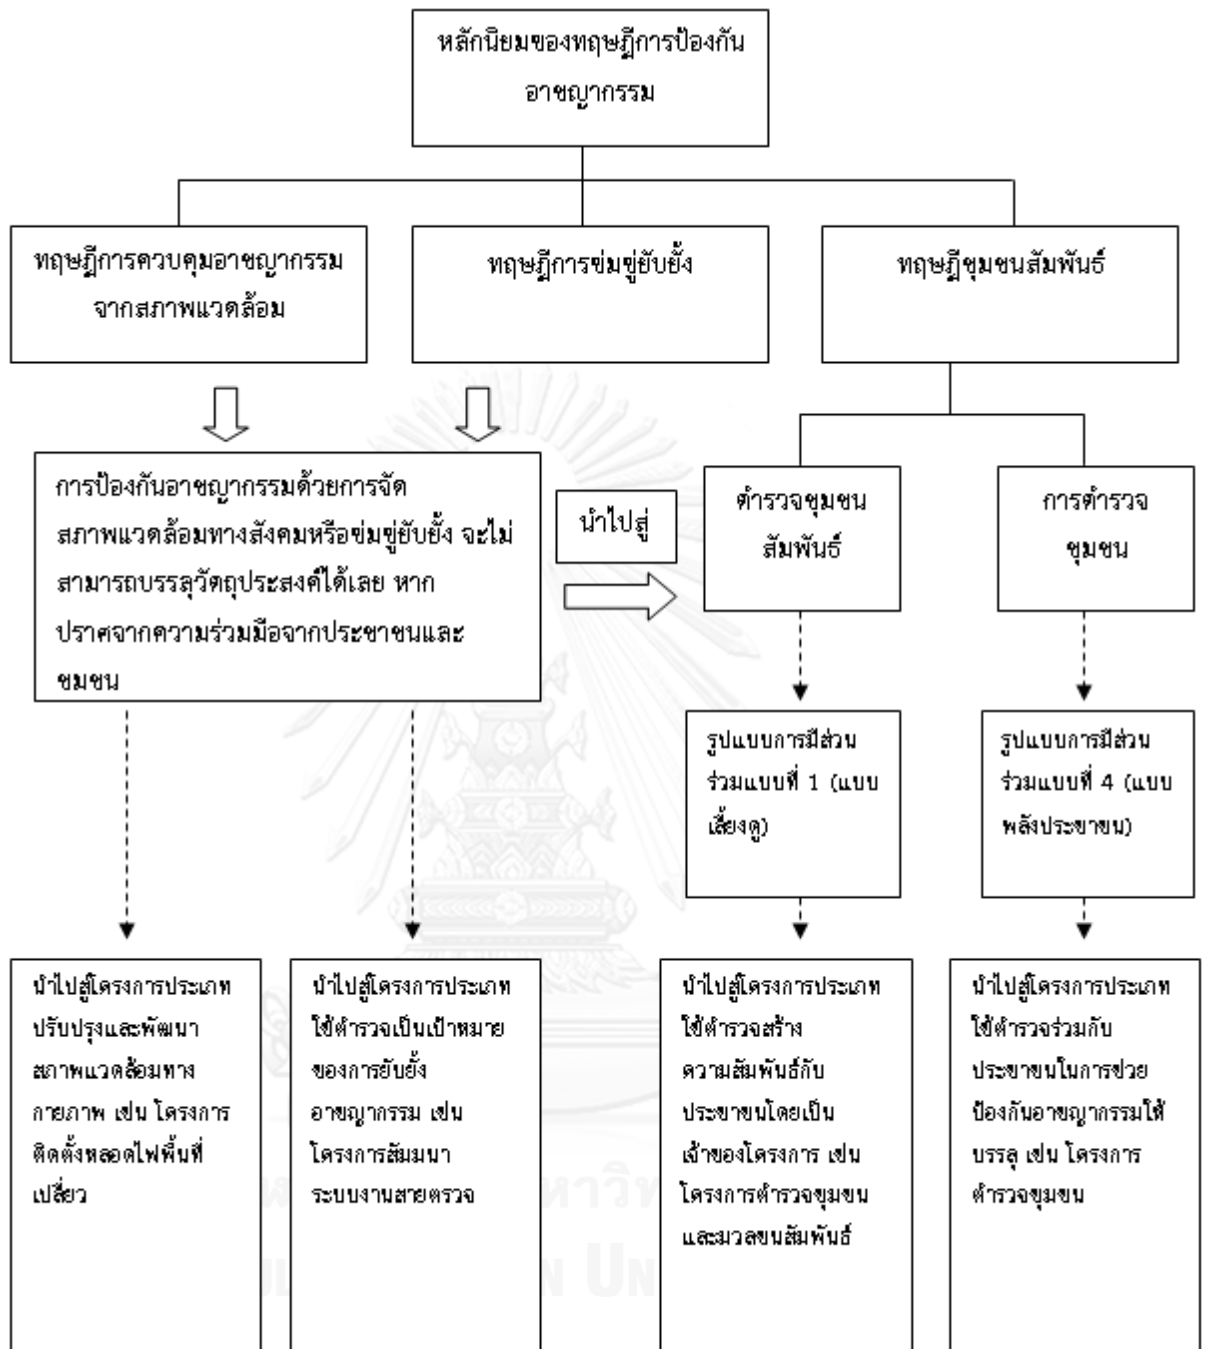 หลักนิยมของทฤษฎีการป้องกัน
อาชญากรรม
ทฤษฎีการควบคุมอาชญากรรม
จากสภาพแวดล้อม
ทฤษฎีการข่มขู่ยับยั้ง
ทฤษฎีชุมชนสัมพันธ์
การป้องกันอาชญากรรมด้วยการจัด
สภาพแวดล้อมทางสังคมหรือข่มขู่ยับยั้ง จะไม่
สามารถบรรลุวัตถุประสงค์ได้เลย หาก
ปราศจากความร่วมมือจากประชาชนและ
ชุมชน
นำไปสู่
ตำรวจชุมชน
สัมพันธ์
การตำรวจ
ชุมชน
รูปแบบการมีส่วน
ร่วมแบบที่ 1 (แบบ
เลี้ยงดู)
รูปแบบการมีส่วน
ร่วมแบบที่ 4 (แบบ
พลังประชาชน)
นำไปสู่โครงการประเภท
ปรับปรุงและพัฒนา
สภาพแวดล้อมทาง
กายภาพ เช่น โครงการ
ติดตั้งหลอดไฟพื้นที่
เปลี่ยว
นำไปสู่โครงการประเภท
ใช้ตำรวจเป็นเป้าหมาย
ของการยับยั้ง
อาชญากรรม เช่น
โครงการสัมมนา
ระบบงานสายตรวจ
นำไปสู่โครงการประเภท
ใช้ตำรวจสร้าง
ความสัมพันธ์กับ
ประชาชนโดยเป็น
เจ้าของโครงการ เช่น
โครงการตำรวจชุมชน
และมวลชนสัมพันธ์
นำไปสู่โครงการประเภท
ใช้ตำรวจร่วมกับ
ประชาชนในการช่วย
ป้องกันอาชญากรรมให้
บรรลุ เช่น โครงการ
ตำรวจชุมชน